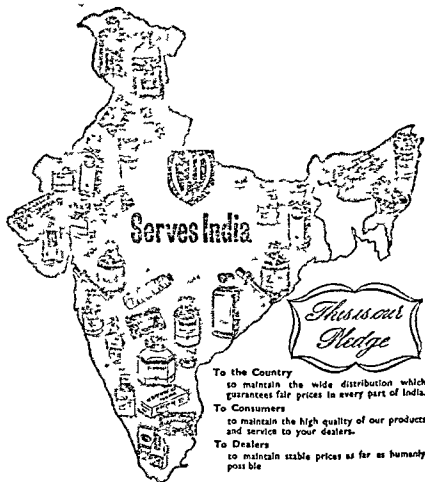 Serves India
This is our
Pledge
To the Country
to maintain the wide distribution which
guarantees fair prices in every part of India.
To Consumers
to maintain the high quality of our products
and service to your dealers.
To Dealers
to maintain stable prices as far as humanly
poss ble